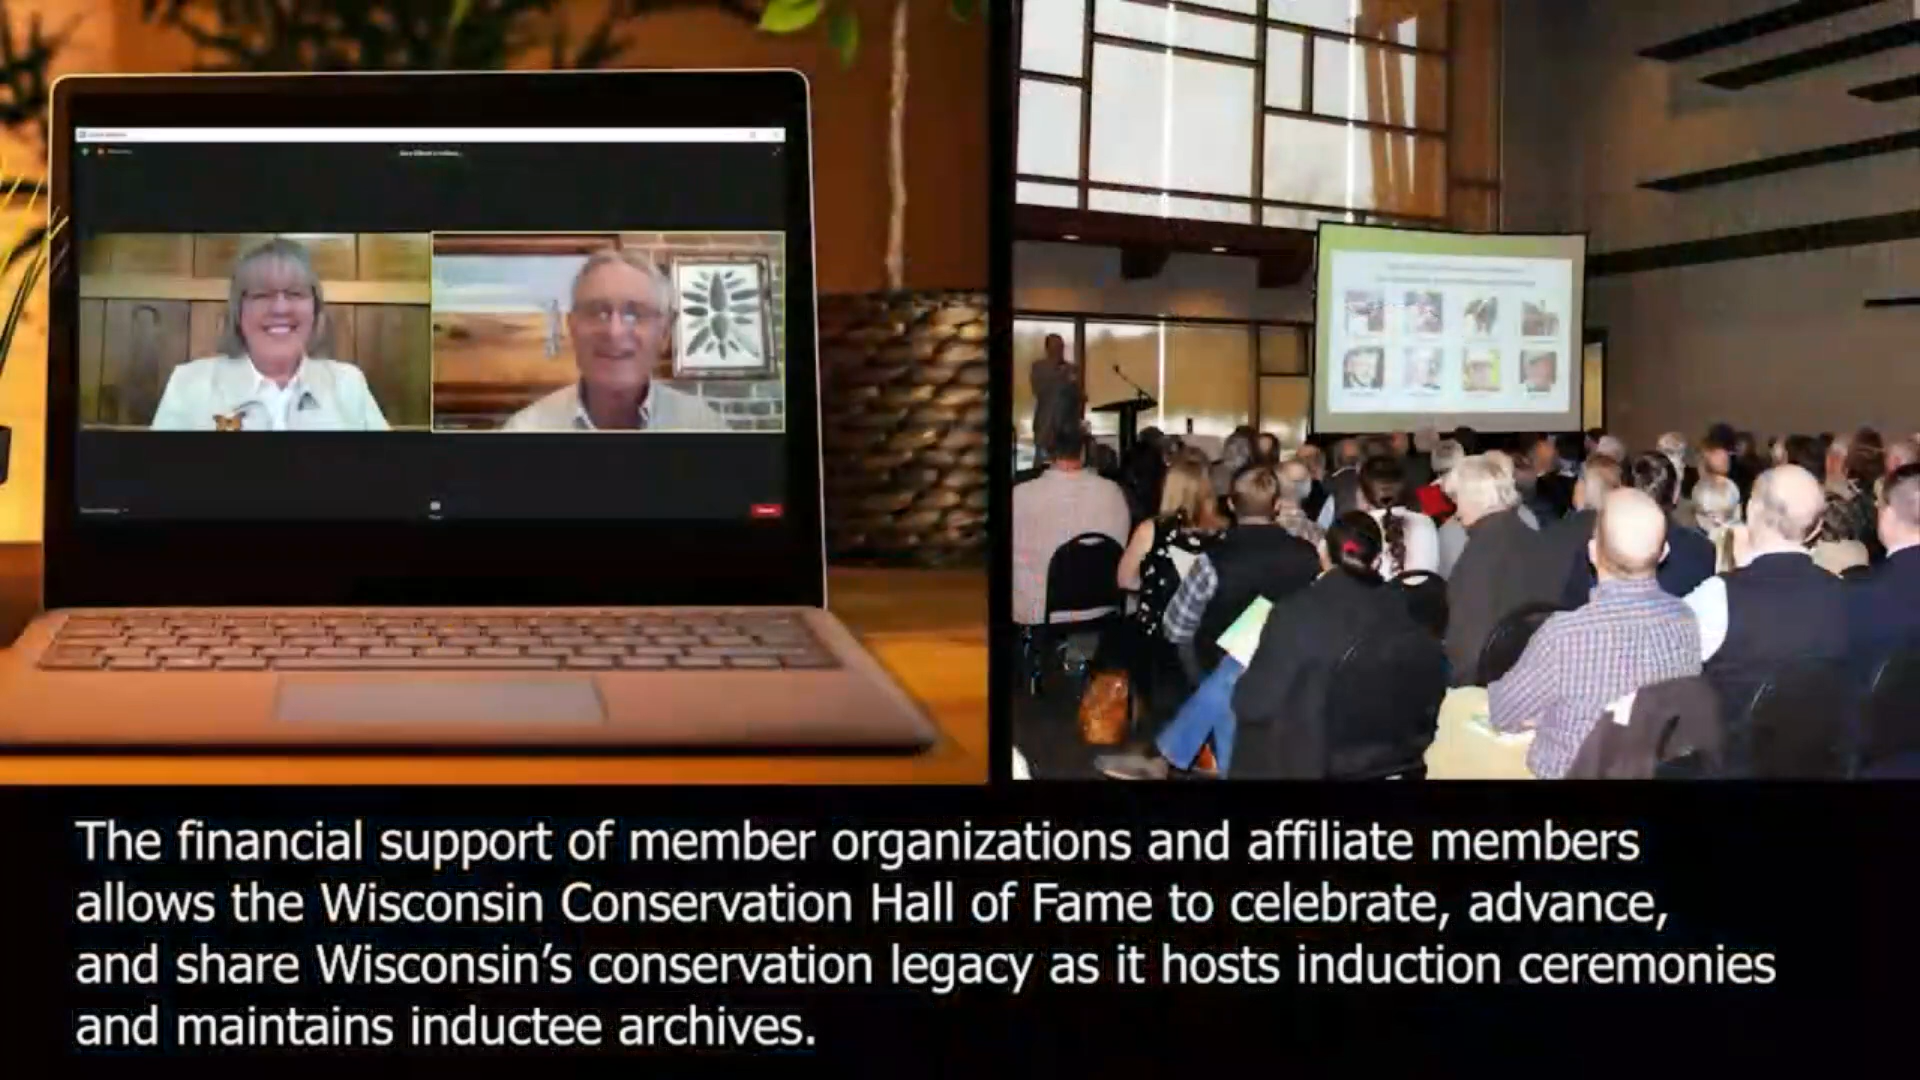 The financial support of member organizations and affiliate members
allows the Wisconsin Conservation Hall of Fame to celebrate, advance,
and share Wisconsin’s conservation legacy as it hosts induction ceremonies
and maintains inductee archives.